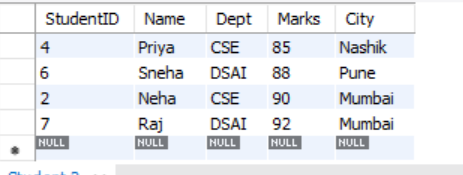 StudentID Name Dept Marks City
4 Priya CSE 85 Nashik
6 Sneha DSAI 88 Pune
2 Neha CSE 90 Mumbai
7 Raj DSAI 92 Mumbai
NULL NULL NULL NULL NULL